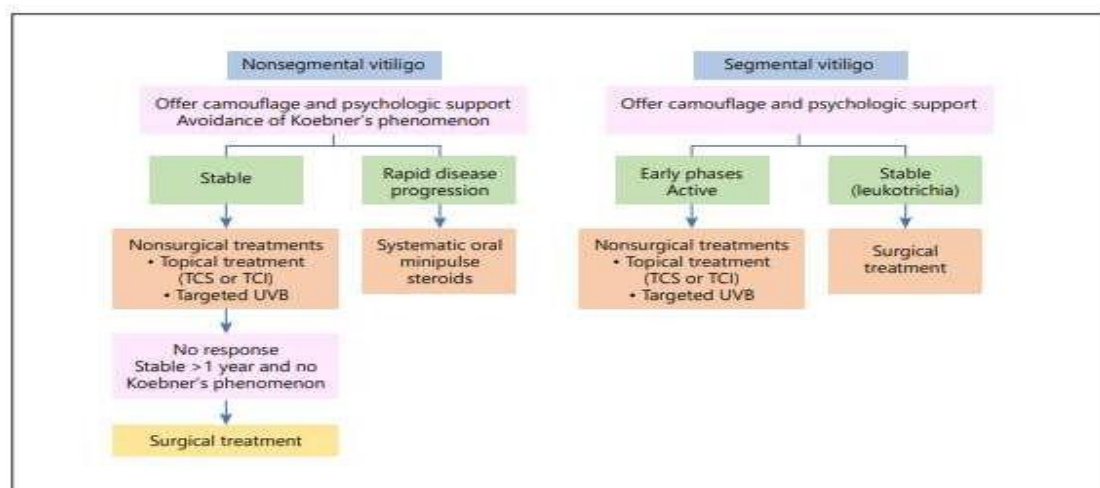 Nonsegmental vitiligo
Offer camouflage and psychologic support
Avoidance of Koebner's phenomenon
Stable
Rapid disease
progression
Nonsurgical treatments
• Topical treatment
(TCS or TCI)
• Targeted UVB
Systematic oral
minipulse
steroids
No response
Stable >1 year and no
Koebner's phenomenon
Surgical treatment
Segmental vitiligo
Offer camouflage and psychologic support
Early phases
Active
Stable
(leukotrichia)
Nonsurgical treatments
• Topical treatment
(TCS or TCI)
• Targeted UVB
Surgical
treatment